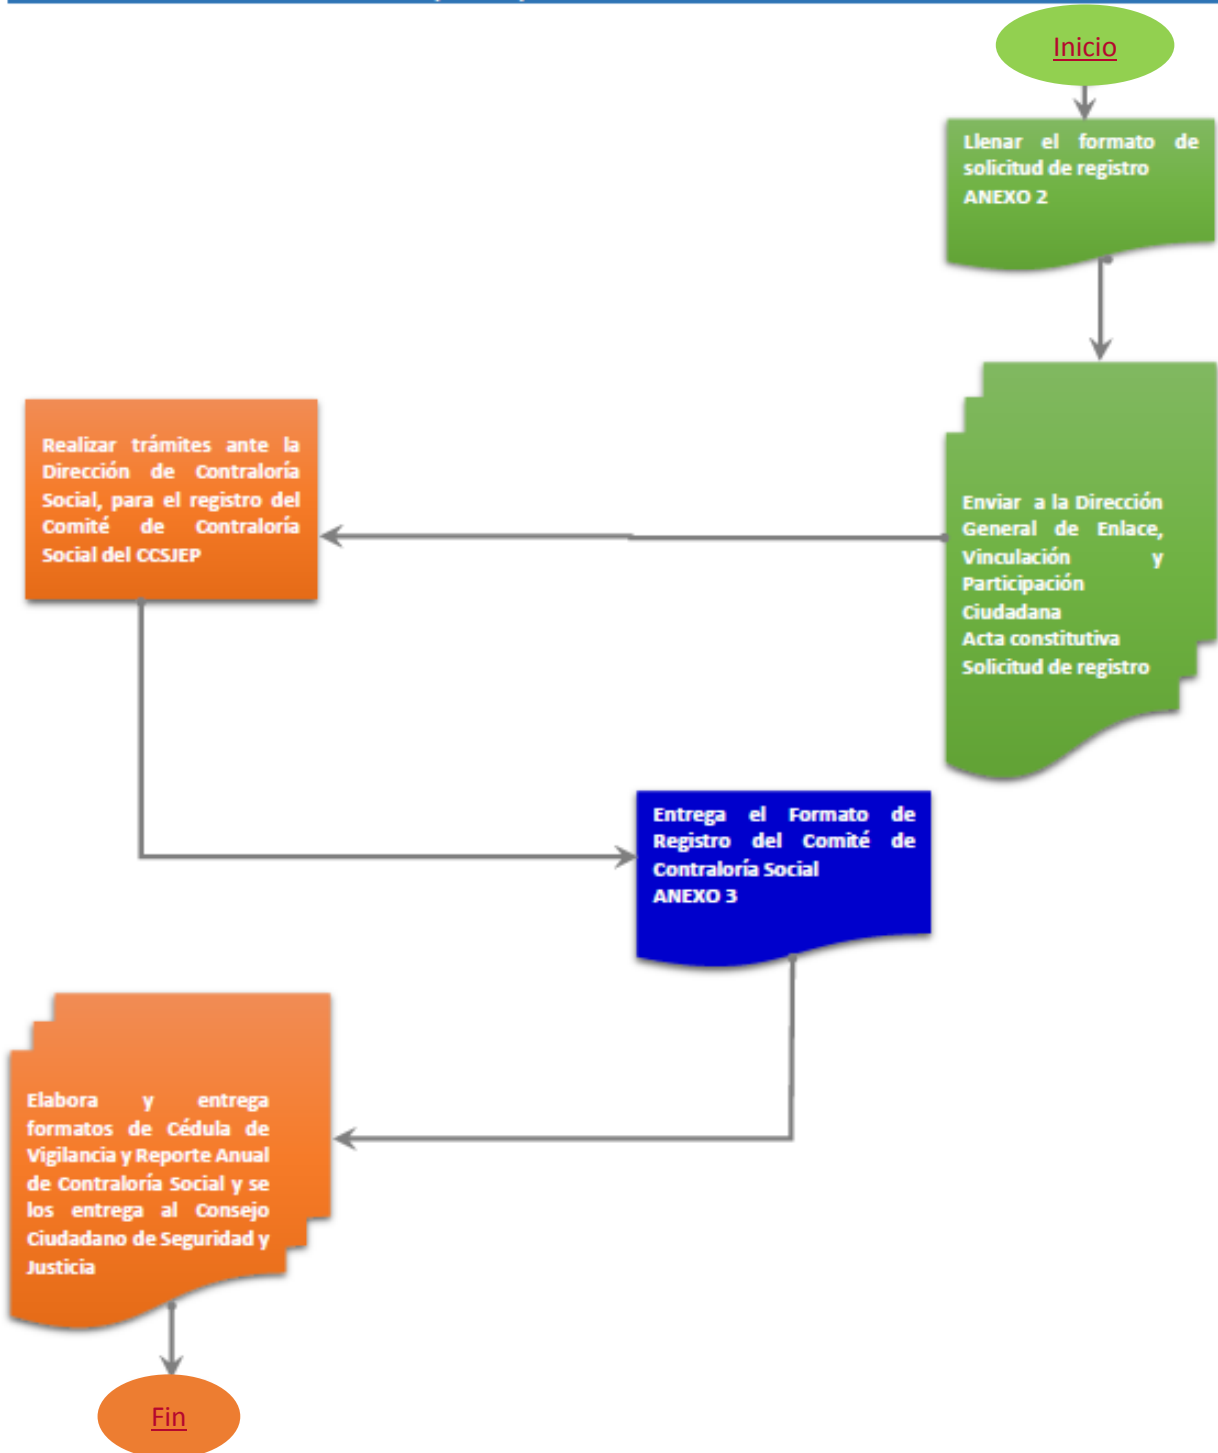 Inicio
Llenar el formato de
solicitud de registro
ANEXO 2
Enviar a la Dirección
General de Enlace,
Vinculación y
Participación
Ciudadana
Acta constitutiva
Solicitud de registro
Realizar trámites ante la
Dirección de Contraloría
Social, para el registro del
Comité de Contraloría
Social del CCSJEP
Entrega el Formato de
Registro del Comité de
Contraloría Social
ANEXO 3
Elabora y entrega
formatos de Cédula de
Vigilancia y Reporte Anual
de Contraloría Social y se
los entrega al Consejo
Ciudadano de Seguridad y
Justicia
Fin